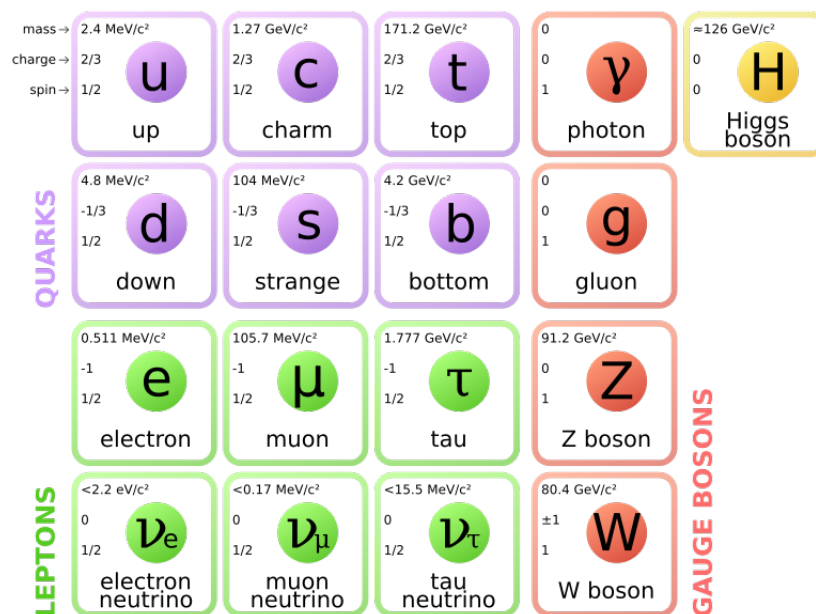 mass→ 2.4 MeV/c²
charge→ 2/3
spin→ 1/2
u
up
1.27 GeV/c²
2/3
1/2
c
charm
171.2 GeV/c²
2/3
1/2
t
top
0
0
1
γ
photon
≈126 GeV/c²
0
0
H
Higgs
boson
QUARKS
4.8 MeV/c²
-1/3
1/2
d
down
104 MeV/c²
-1/3
1/2
s
strange
4.2 GeV/c²
-1/3
1/2
b
bottom
0
0
1
g
gluon
LEPTONS
0.511 MeV/c²
-1
1/2
e
electron
105.7 MeV/c²
-1
1/2
μ
muon
1.777 GeV/c²
-1
1/2
τ
tau
91.2 GeV/c²
0
1
Z
Z boson
GAUGE BOSONS
<2.2 eV/c²
0
1/2
νe
electron
neutrino
<0.17 MeV/c²
0
1/2
νμ
muon
neutrino
<15.5 MeV/c²
0
1/2
ντ
tau
neutrino
80.4 GeV/c²
±1
1
W
W boson